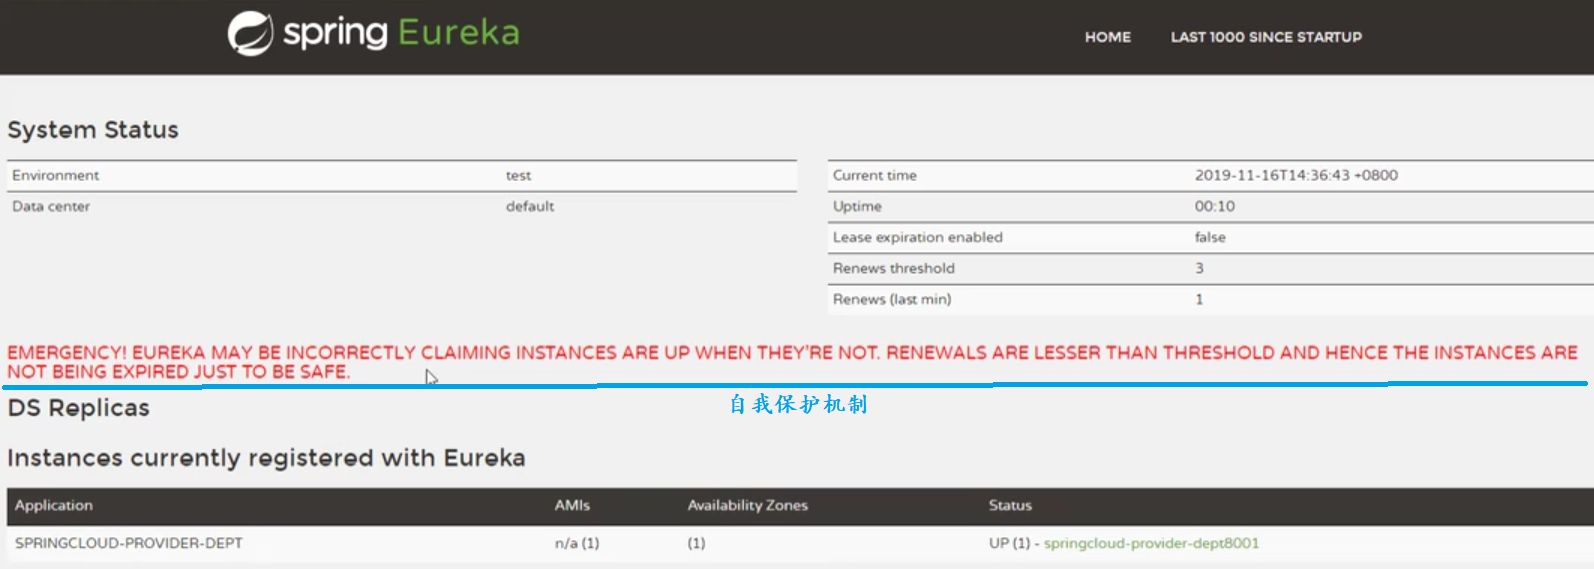 spring Eureka
HOME LAST 1000 SINCE STARTUP
System Status
Environment test
Data center default
Current time 2019-11-16T14:36:43 +0800
Uptime 00:10
Lease expiration enabled false
Renews threshold 3
Renews (last min) 1
EMERGENCY! EUREKA MAY BE INCORRECTLY CLAIMING INSTANCES ARE UP WHEN THEY'RE NOT. RENEWALS ARE LESSER THAN THRESHOLD AND HENCE THE INSTANCES ARE
NOT BEING EXPIRED JUST TO BE SAFE.
自我保护机制
DS Replicas
Instances currently registered with Eureka
Application AMIs Availability Zones Status
SPRINGCLOUD-PROVIDER-DEPT n/a (1) (1) UP (1) - springcloud-provider-dept8001